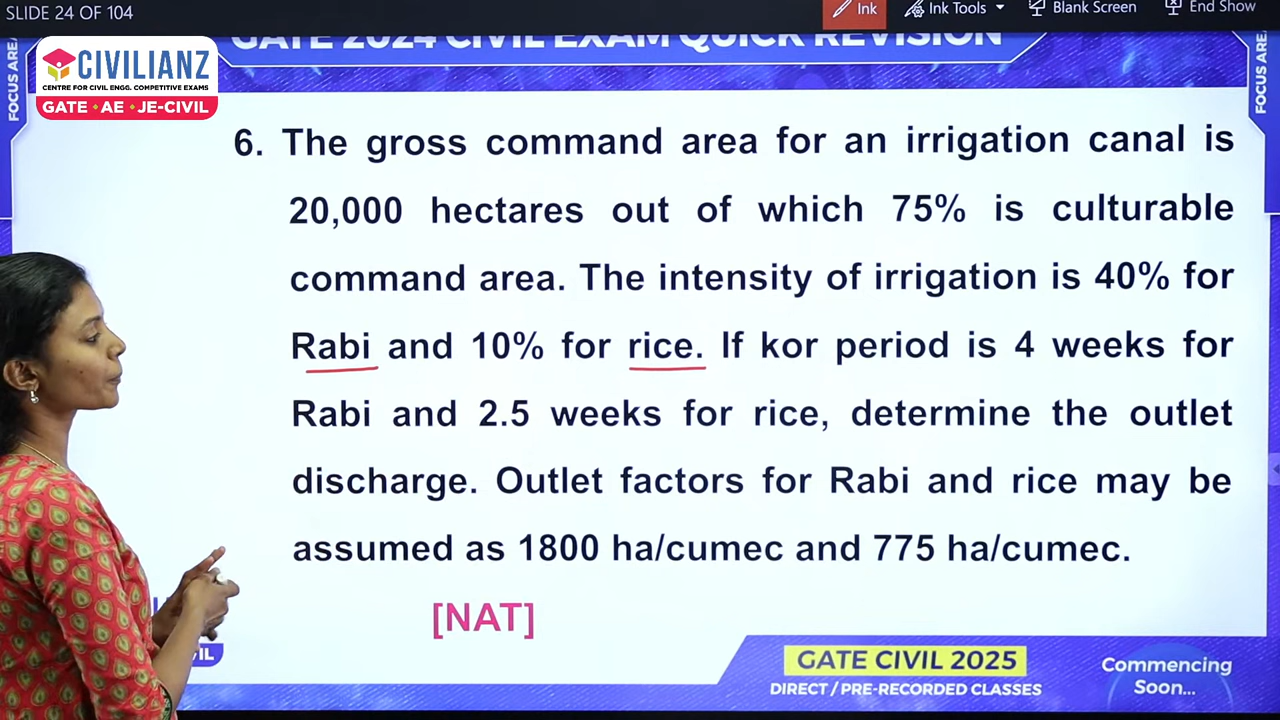 SLIDE 24 OF 104
Ink
Ink Tools
Blank Screen
End Show
GATE 2024 CIVIL EXAM QUICK REVISION
CIVILIANZ
CENTRE FOR CIVIL ENGG. COMPETITIVE EXAMS
GATE AE JE-CIVIL
FOCUS AREA
FOCUS AREA
6. The gross command area for an irrigation canal is
20,000 hectares out of which 75% is culturable
command area. The intensity of irrigation is 40% for
Rabi and 10% for rice. If kor period is 4 weeks for
Rabi and 2.5 weeks for rice, determine the outlet
discharge. Outlet factors for Rabi and rice may be
assumed as 1800 ha/cumec and 775 ha/cumec.
[NAT]
GATE CIVIL 2025
DIRECT / PRE-RECORDED CLASSES
Commencing
Soon...